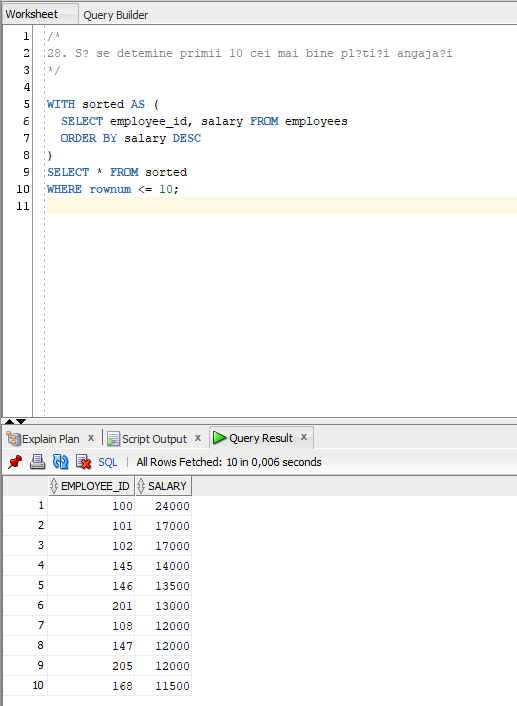 Worksheet Query Builder
1 /*
2 28. S? se detemine primii 10 cei mai bine pl?ti?i angaja?i
3 */
4
5 WITH sorted AS (
6 SELECT employee_id, salary FROM employees
7 ORDER BY salary DESC
8 )
9 SELECT * FROM sorted
10 WHERE rownum <= 10;
11
Explain Plan x Script Output x Query Result x
SQL | All Rows Fetched: 10 in 0,006 seconds
EMPLOYEE_ID SALARY
1 100 24000
2 101 17000
3 102 17000
4 145 14000
5 146 13500
6 201 13000
7 108 12000
8 147 12000
9 205 12000
10 168 11500